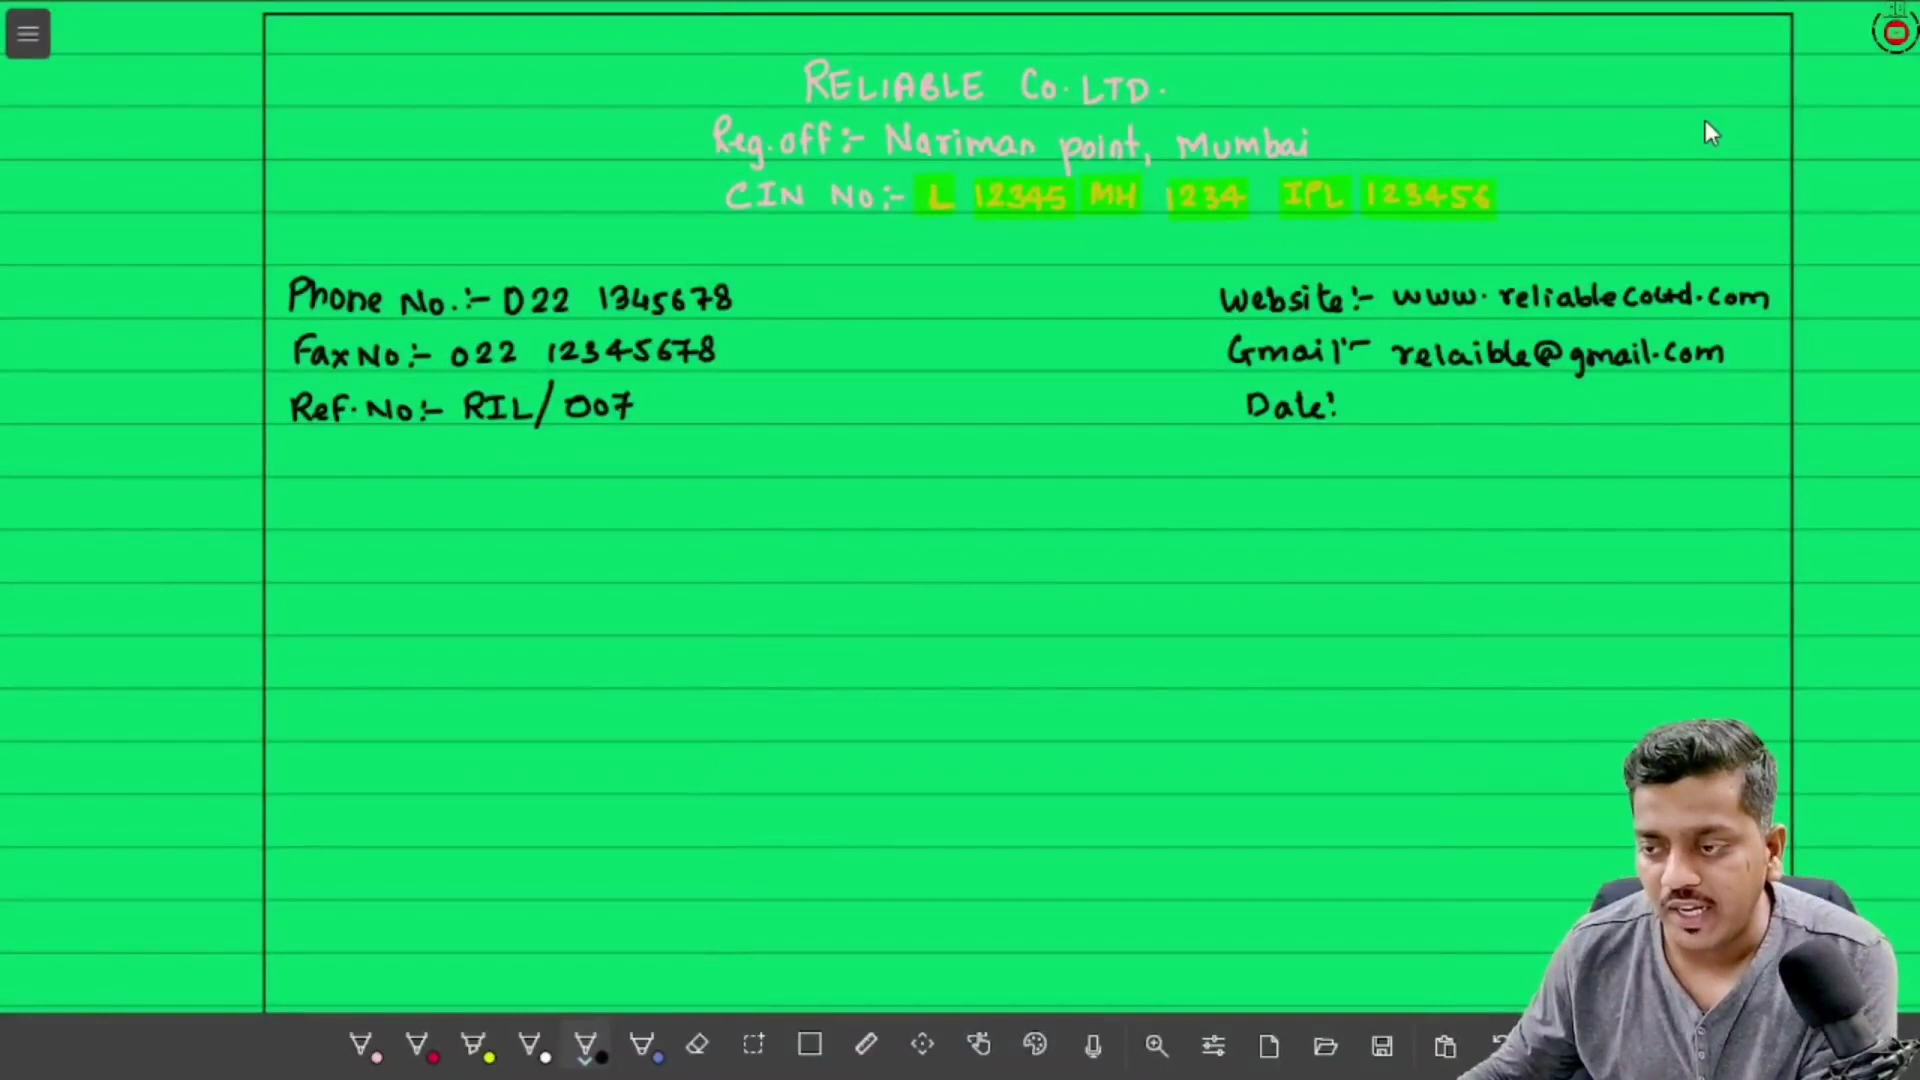 RELIABLE Co. LTD.
Reg. off:- Nariman point, Mumbai
CIN No:- L 12345 MH 1234 IPL 123456
Phone No.:- 022 1345678
Website:- www.reliablecoltd.com
Fax No:- 022 12345678
Gmail:- relaible@gmail.com
Ref. No:- RIL/007
Date: